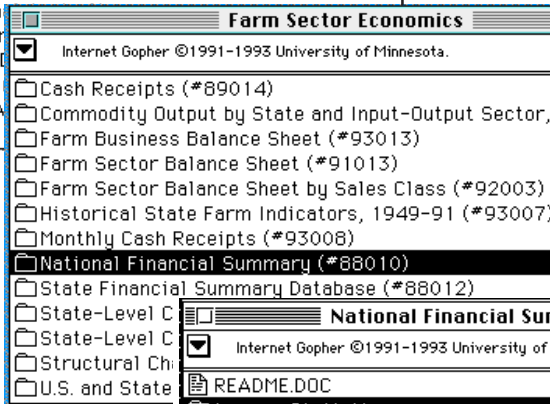 Farm Sector Economics
Internet Gopher ©1991-1993 University of Minnesota.
Cash Receipts (#89014)
Commodity Output by State and Input-Output Sector,
Farm Business Balance Sheet (#93013)
Farm Sector Balance Sheet (#91013)
Farm Sector Balance Sheet by Sales Class (#92003)
Historical State Farm Indicators, 1949-91 (#93007)
Monthly Cash Receipts (#93008)
National Financial Summary (#88010)
State Financial Summary Database (#88012)
State-Level C
State-Level C
Structural Ch
U.S. and State
National Financial Sum
Internet Gopher ©1991-1993 University of
README.DOC